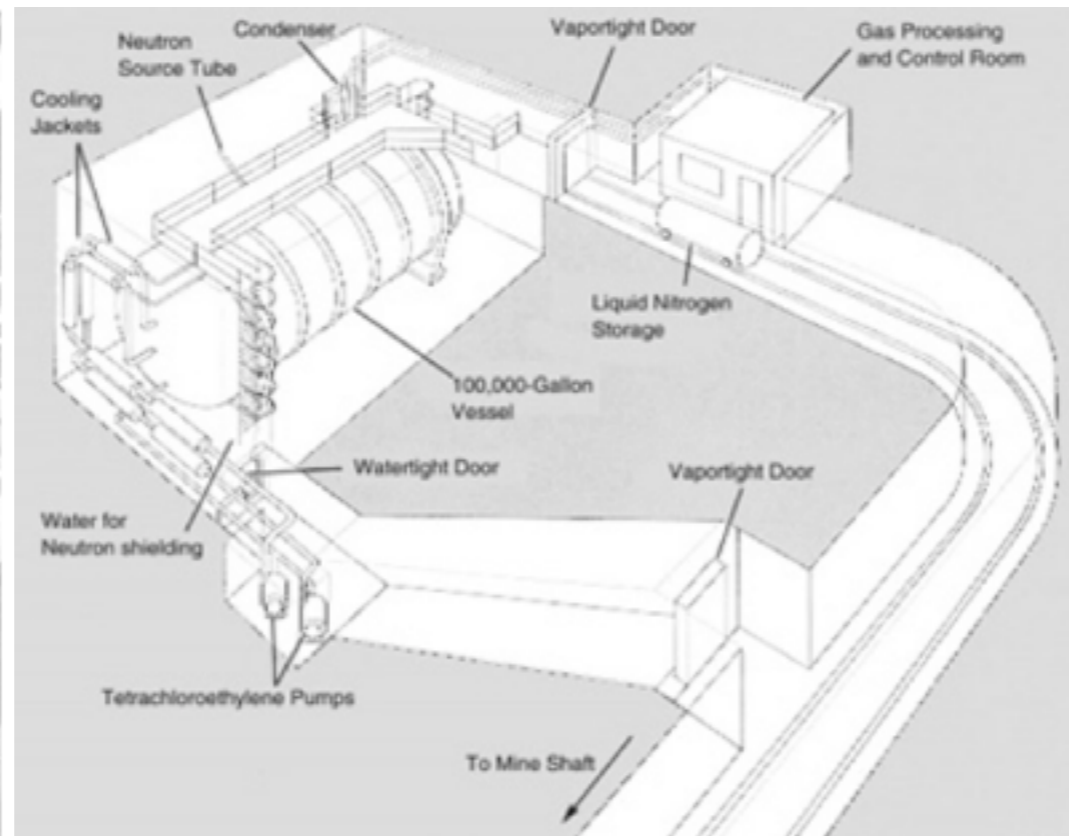 Condenser
Vaportight Door
Gas Processing
and Control Room
Neutron
Source Tube
Cooling
Jackets
Liquid Nitrogen
Storage
100,000-Gallon
Vessel
Watertight Door
Vaportight Door
Water for
Neutron shielding
Tetrachloroethylene Pumps
To Mine Shaft